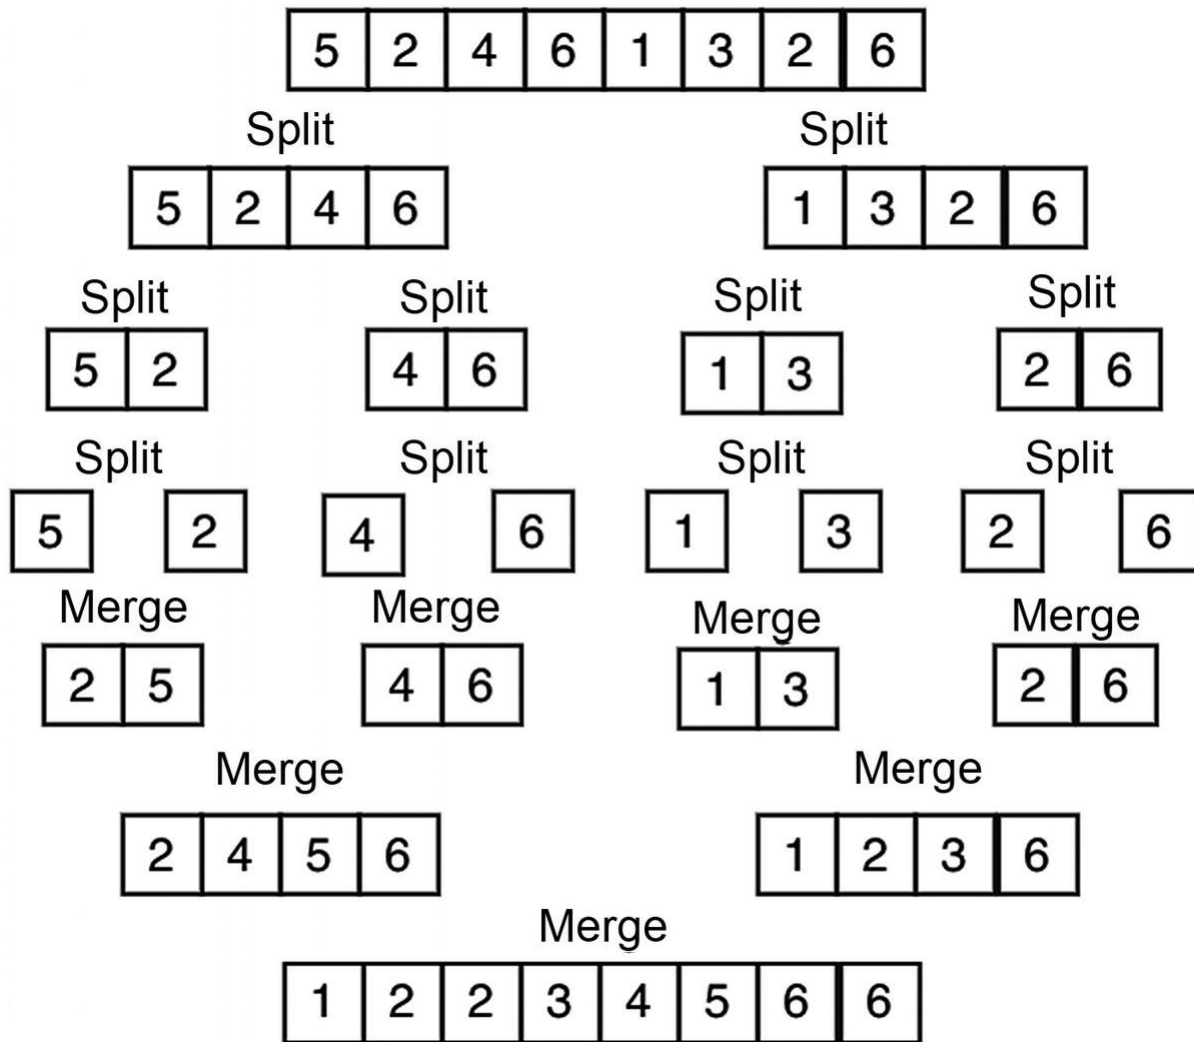 5 2 4 6 1 3 2 6
Split Split
5 2 4 6 1 3 2 6
Split Split Split Split
5 2 4 6 1 3 2 6
Split Split Split Split
5 2 4 6 1 3 2 6
Merge Merge Merge Merge
2 5 4 6 1 3 2 6
Merge Merge
2 4 5 6 1 2 3 6
Merge
1 2 2 3 4 5 6 6